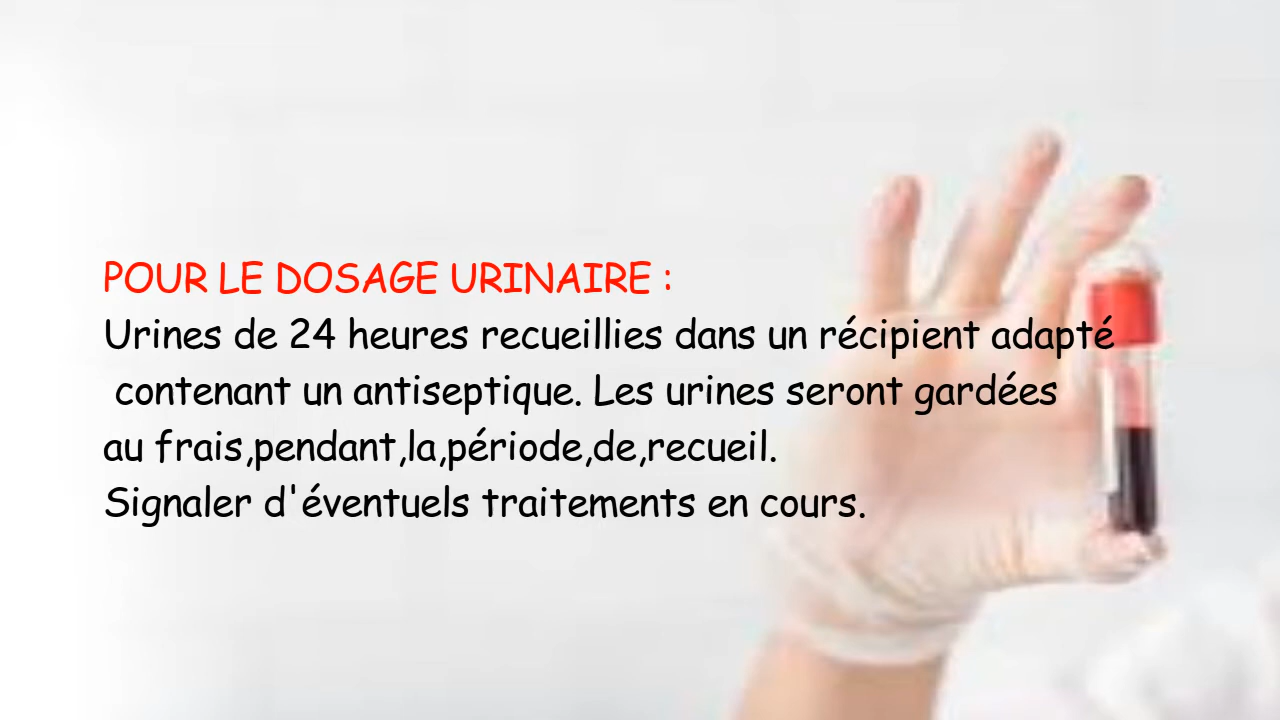 POUR LE DOSAGE URINAIRE :
Urines de 24 heures recueillies dans un récipient adapté
contenant un antiseptique. Les urines seront gardées
au frais,pendant,la,période,de,recueil.
Signaler d'éventuels traitements en cours.